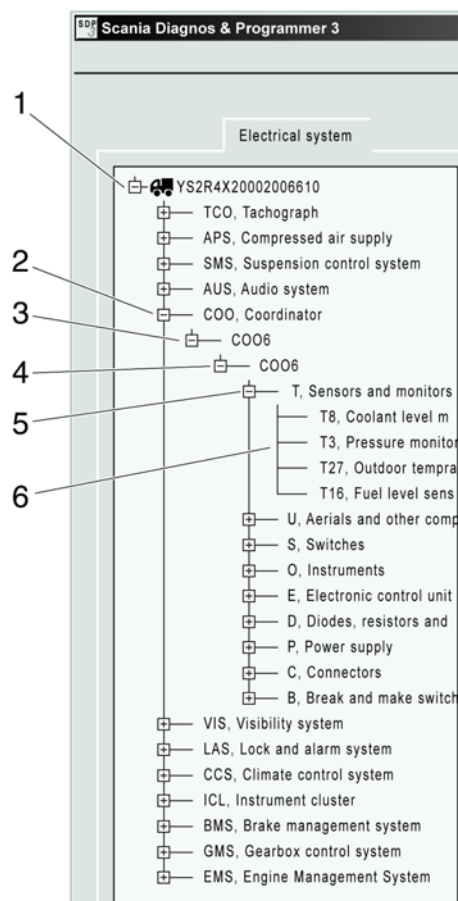 SDP 3 Scania Diagnos & Programmer 3
Electrical system
1
YS2R4X20002006610
TCO, Tachograph
APS, Compressed air supply
2
SMS, Suspension control system
AUS, Audio system
3
COO, Coordinator
COO6
4
COO6
5
T, Sensors and monitors
T8, Coolant level m
T3, Pressure monitor
6
T27, Outdoor tempra
T16, Fuel level sens
U, Aerials and other comp
S, Switches
O, Instruments
E, Electronic control unit
D, Diodes, resistors and
P, Power supply
C, Connectors
B, Break and make switch
VIS, Visibility system
LAS, Lock and alarm system
CCS, Climate control system
ICL, Instrument cluster
BMS, Brake management system
GMS, Gearbox control system
EMS, Engine Management System